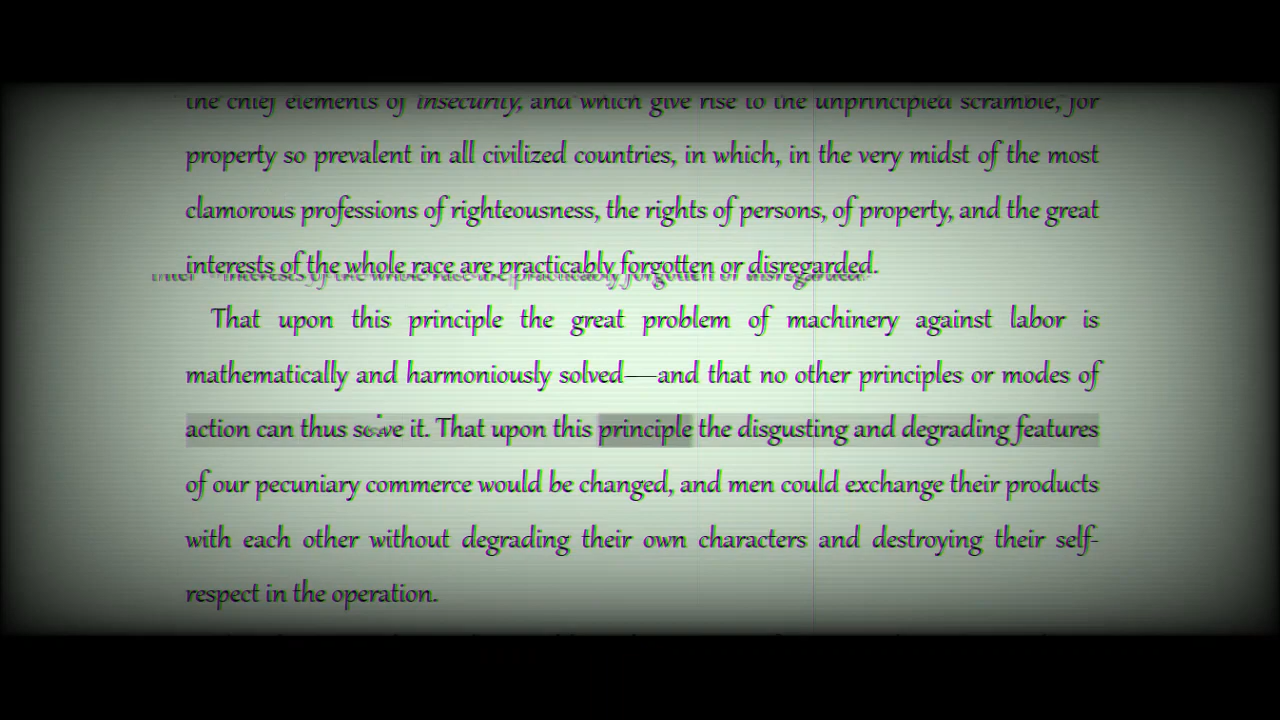 the chief elements of insecurity, and which give rise to the unprincipled scramble, for
property so prevalent in all civilized countries, in which, in the very midst of the most
clamorous professions of righteousness, the rights of persons, of property, and the great
interests of the whole race are practicably forgotten or disregarded.
That upon this principle the great problem of machinery against labor is
mathematically and harmoniously solved—and that no other principles or modes of
action can thus solve it. That upon this principle the disgusting and degrading features
of our pecuniary commerce would be changed, and men could exchange their products
with each other without degrading their own characters and destroying their self-
respect in the operation.